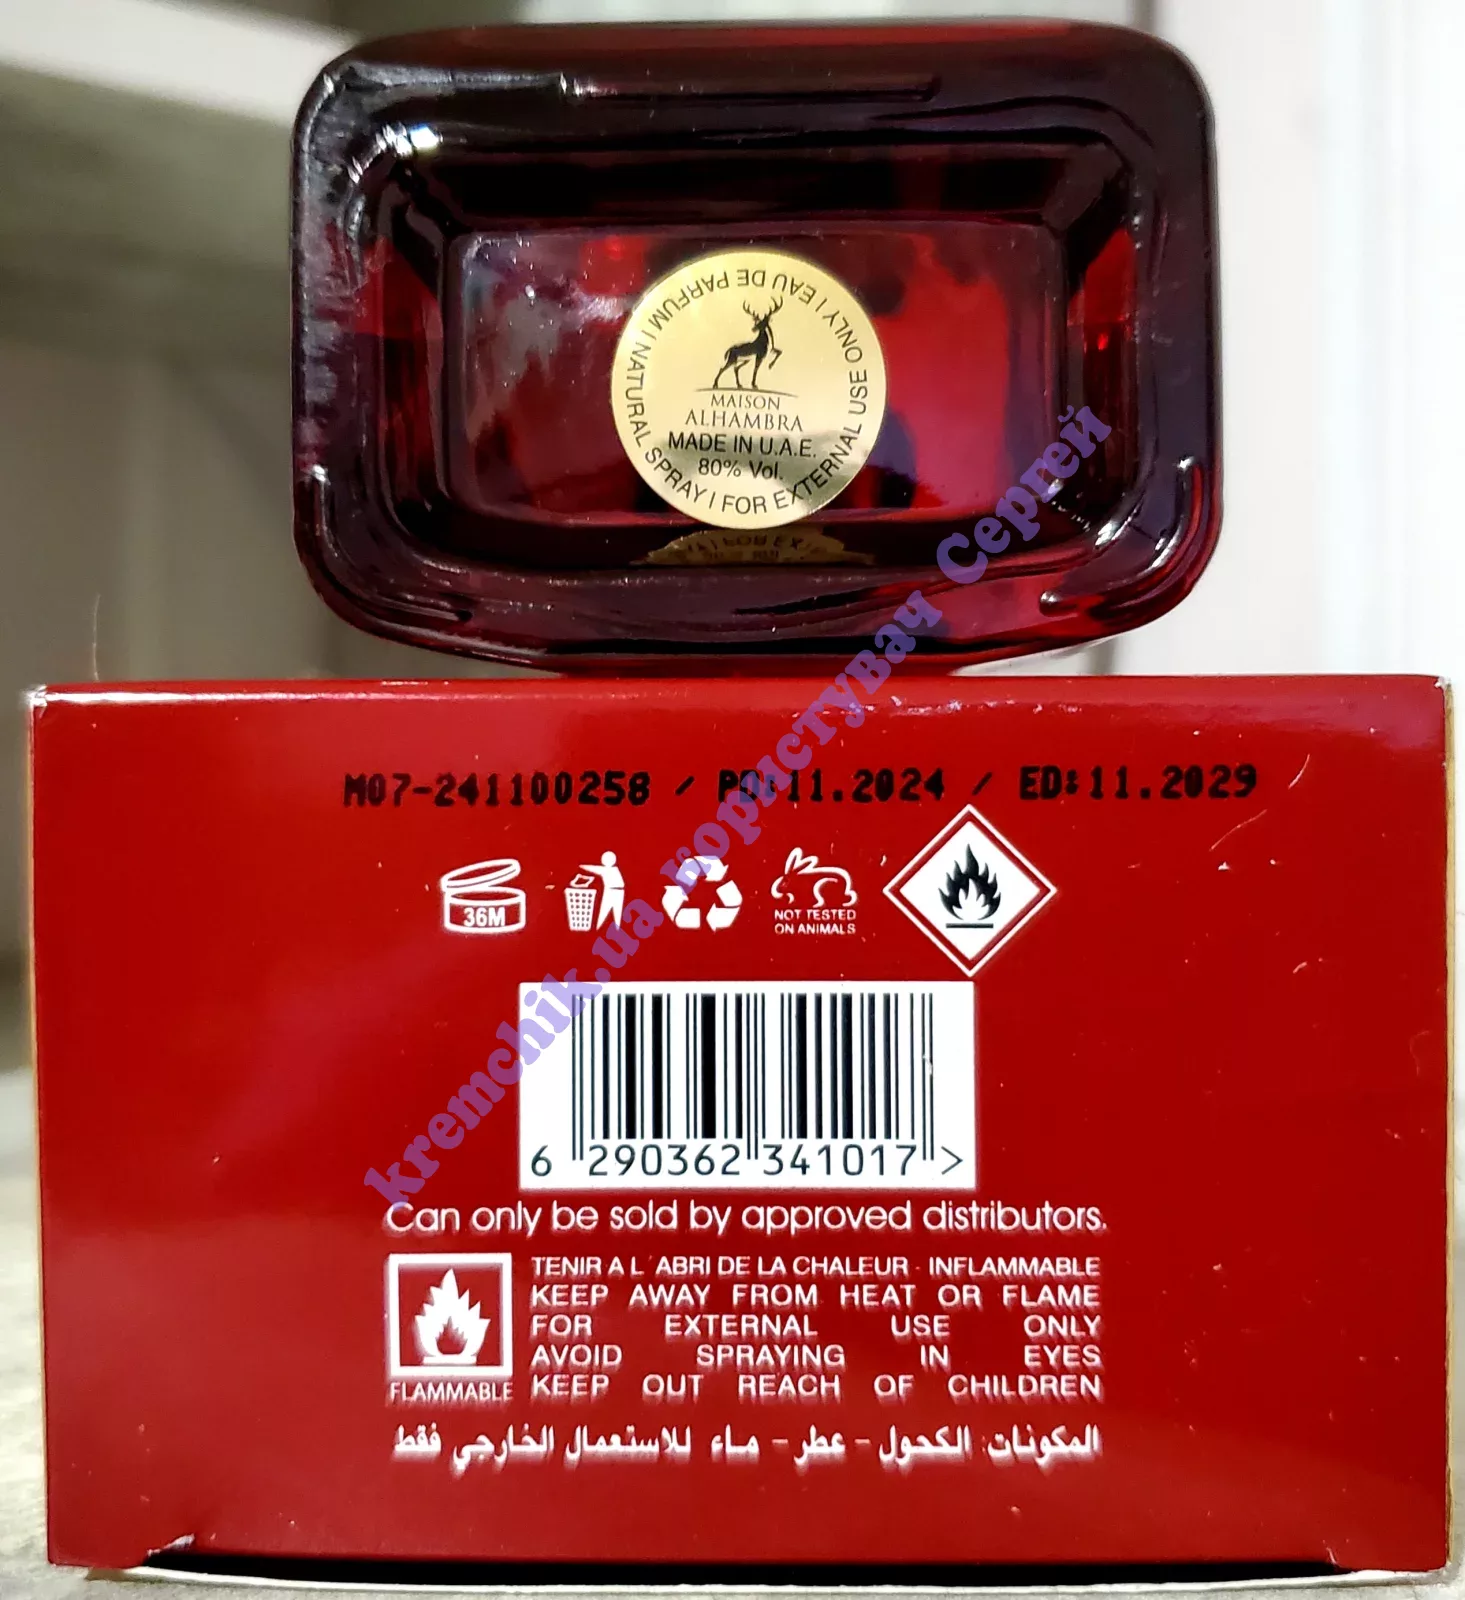 EAU DE PARFUM | NATURAL SPRAY | FOR EXTERNAL USE ONLY |
MAISON
ALHAMBRA
MADE IN U.A.E.
80% Vol.
M07-241100258 / PD:11.2024 / ED:11.2029
36M
NOT TESTED
ON ANIMALS
6 290362 341017 >
Can only be sold by approved distributors.
FLAMMABLE
TENIR A L'ABRI DE LA CHALEUR - INFLAMMABLE
KEEP AWAY FROM HEAT OR FLAME
FOR EXTERNAL USE ONLY
AVOID SPRAYING IN EYES
KEEP OUT REACH OF CHILDREN
المكونات: الكحول - عطر - ماء للاستعمال الخارجي فقط
kremchik.ua користувач Сергей